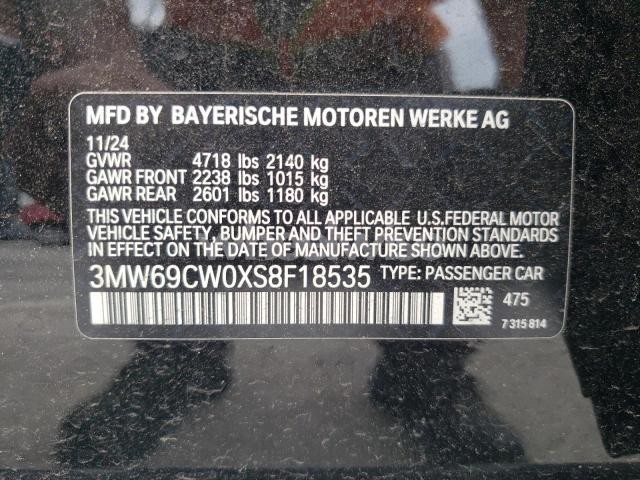 MFD BY BAYERISCHE MOTOREN WERKE AG
11/24
GVWR 4718 lbs 2140 kg
GAWR FRONT 2238 lbs 1015 kg
GAWR REAR 2601 lbs 1180 kg
THIS VEHICLE CONFORMS TO ALL APPLICABLE U.S.FEDERAL MOTOR
VEHICLE SAFETY, BUMPER AND THEFT PREVENTION
STANDARDS IN EFFECT ON THE DATE OF MANUFACTURE SHOWN ABOVE.
3MW69CW0XS8F18535 TYPE: PASSENGER CAR
475
7 315 814